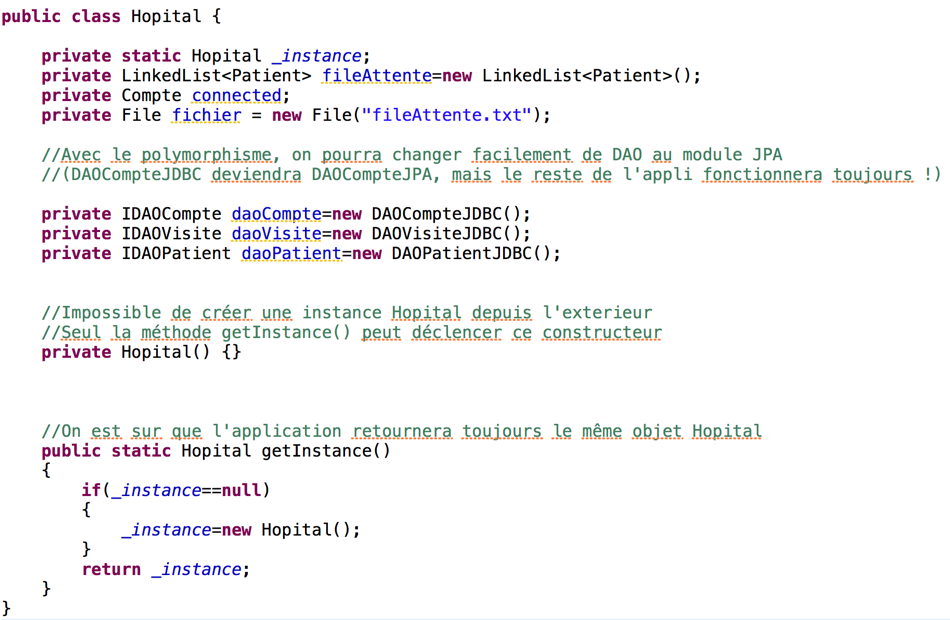 public class Hopital {
private static Hopital _instance;
private LinkedList<Patient> fileAttente=new LinkedList<Patient>();
private Compte connected;
private File fichier = new File("fileAttente.txt");
//Avec le polymorphisme, on pourra changer facilement de DAO au module JPA
//(DAOCompteJDBC deviendra DAOCompteJPA, mais le reste de l'appli fonctionnera toujours !)
private IDAOCompte daoCompte=new DAOCompteJDBC();
private IDAOVisite daoVisite=new DAOVisiteJDBC();
private IDAOPatient daoPatient=new DAOPatientJDBC();
//Impossible de créer une instance Hopital depuis l'exterieur
//Seul la méthode getInstance() peut déclencer ce constructeur
private Hopital() {}
//On est sur que l'application retournera toujours le même objet Hopital
public static Hopital getInstance()
{
if(_instance==null)
{
_instance=new Hopital();
}
return _instance;
}
}